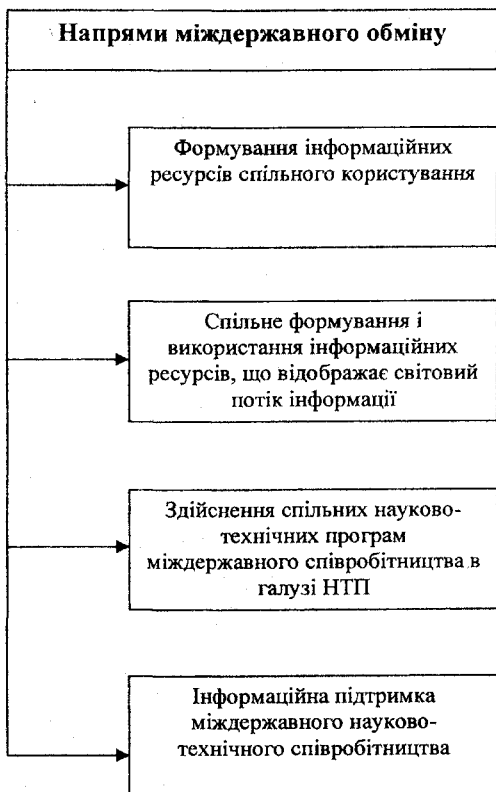 Напрями міждержавного обміну
Формування інформаційних
ресурсів спільного користування
Спільне формування і
використання інформаційних
ресурсів, що відображає світовий
потік інформації
Здійснення спільних науково-
технічних програм
міждержавного співробітництва в
галузі НТП
Інформаційна підтримка
міждержавного науково-
технічного співробітництва